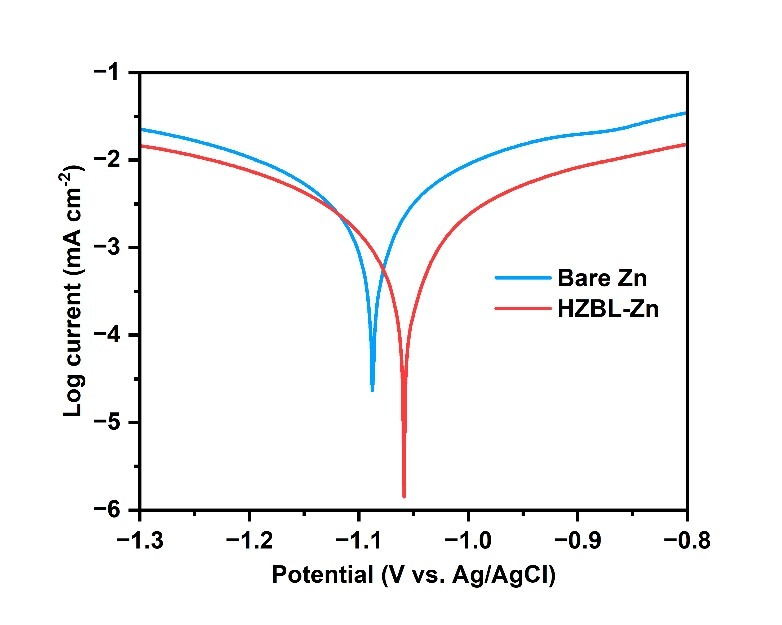 −1
−2
−3
−4
−5
−6
Log current (mA cm-2)
Bare Zn
HZBL-Zn
−1.3 −1.2 −1.1 −1.0 −0.9 −0.8
Potential (V vs. Ag/AgCl)